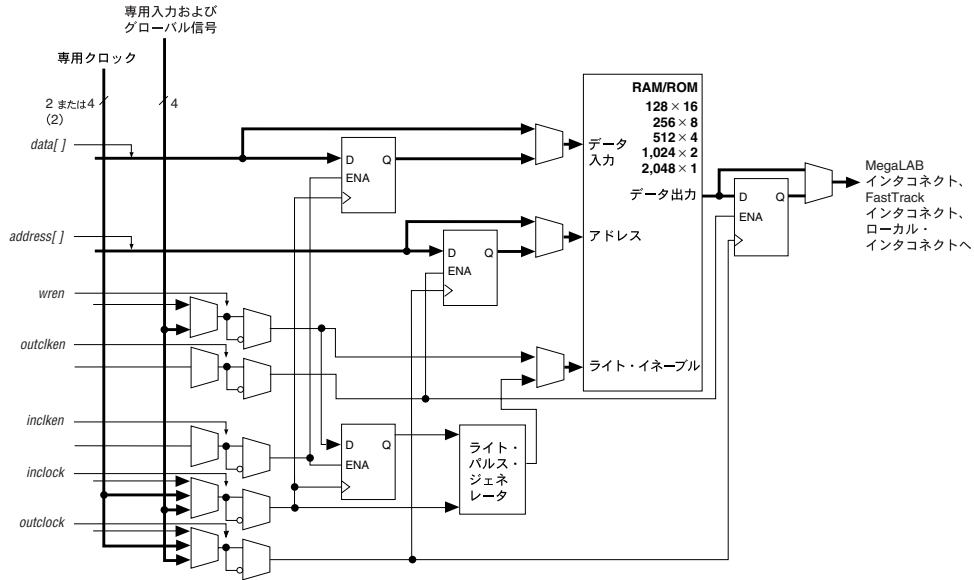 専用入力および
グローバル信号
専用クロック
2 または4
(2)
4
data[ ]
address[ ]
wren
outclken
inclken
inclock
outclock
D Q
ENA
D Q
ENA
D Q
ENA
RAM/ROM
128 × 16
256 × 8
512 × 4
1,024 × 2
2,048 × 1
データ
入力
データ出力
アドレス
ライト・イネーブル
ライト・
パルス・
ジェネ
レータ
D Q
ENA
MegaLAB
インタコネクト、
FastTrack
インタコネクト、
ローカル・
インタコネクトへ